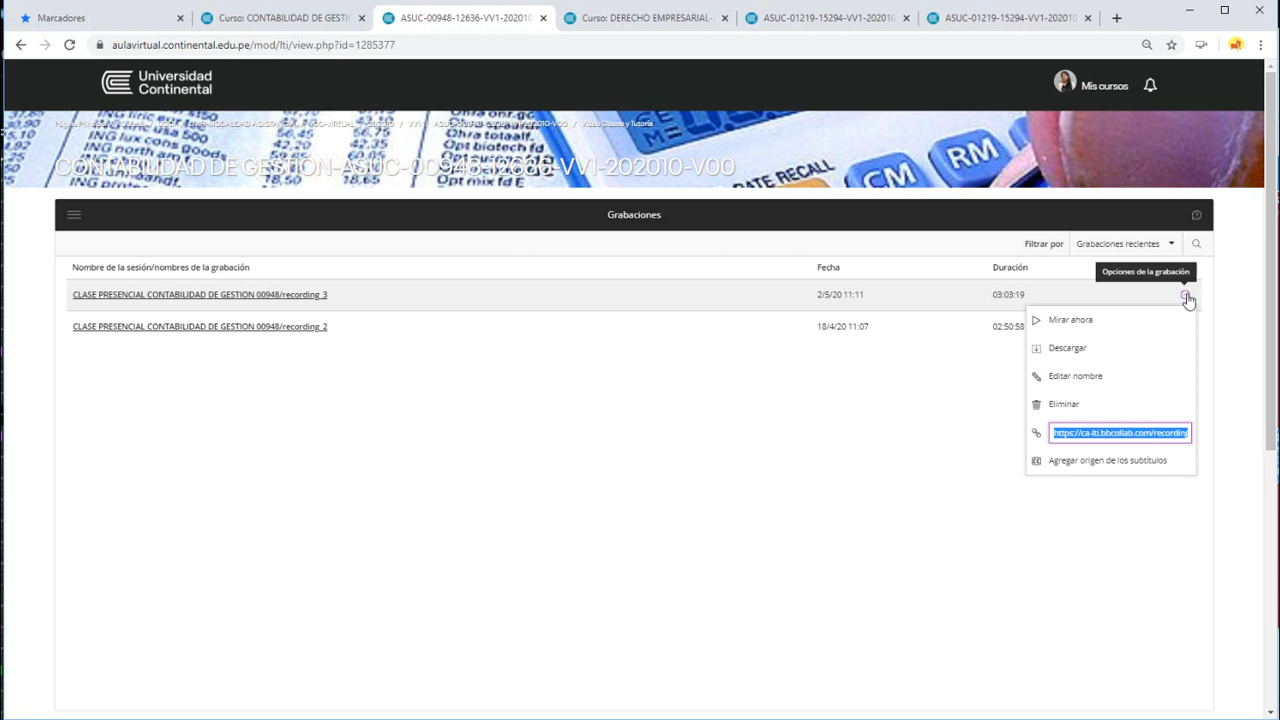 Marcadores
Curso: CONTABILIDAD DE GESTI
ASUC-00948-12636-VV1-202010
Curso: DERECHO EMPRESARIAL-
ASUC-01219-15294-VV1-202010
ASUC-01219-15294-VV1-202010
aulavirtual.continental.edu.pe/mod/lti/view.php?id=1285377
Universidad
Continental
Mis cursos
CONTABILIDAD DE GESTIÓN-ASUC-00948-12636-VV1-202010-V00
Grabaciones
Filtrar por
Grabaciones recientes
Nombre de la sesión/nombres de la grabación
Fecha
Duración
Opciones de la grabación
CLASE PRESENCIAL CONTABILIDAD DE GESTION 00948/recording_3
2/5/20 11:11
03:03:19
CLASE PRESENCIAL CONTABILIDAD DE GESTION 00948/recording_2
18/4/20 11:07
02:50:58
Mirar ahora
Descargar
Editar nombre
Eliminar
https://ca-lti.bbcollab.com/recording
Agregar origen de los subtítulos